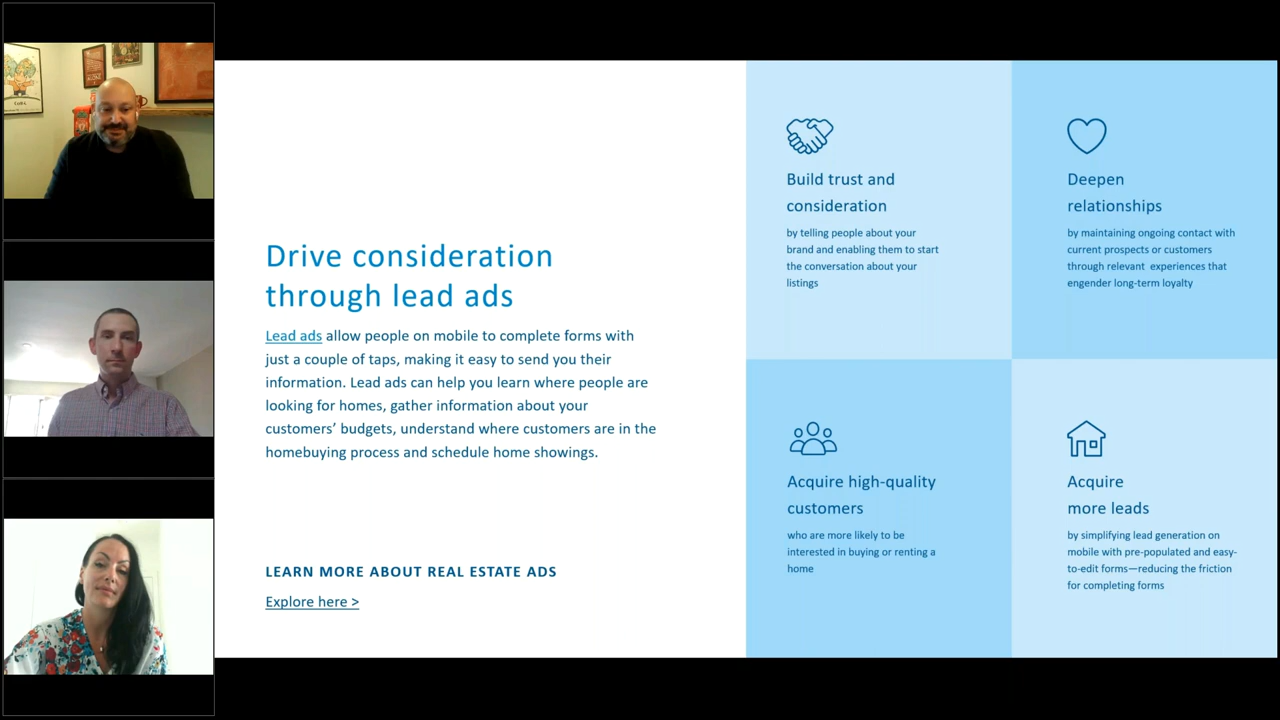 Drive consideration
through lead ads
Lead ads allow people on mobile to complete forms with
just a couple of taps, making it easy to send you their
information. Lead ads can help you learn where people are
looking for homes, gather information about your
customers’ budgets, understand where customers are in the
homebuying process and schedule home showings.
LEARN MORE ABOUT REAL ESTATE ADS
Explore here >
Build trust and
consideration
by telling people about your
brand and enabling them to start
the conversation about your
listings
Deepen
relationships
by maintaining ongoing contact with
current prospects or customers
through relevant experiences that
engender long-term loyalty
Acquire high-quality
customers
who are more likely to be
interested in buying or renting a
home
Acquire
more leads
by simplifying lead generation on
mobile with pre-populated and easy-
to-edit forms—reducing the friction
for completing forms